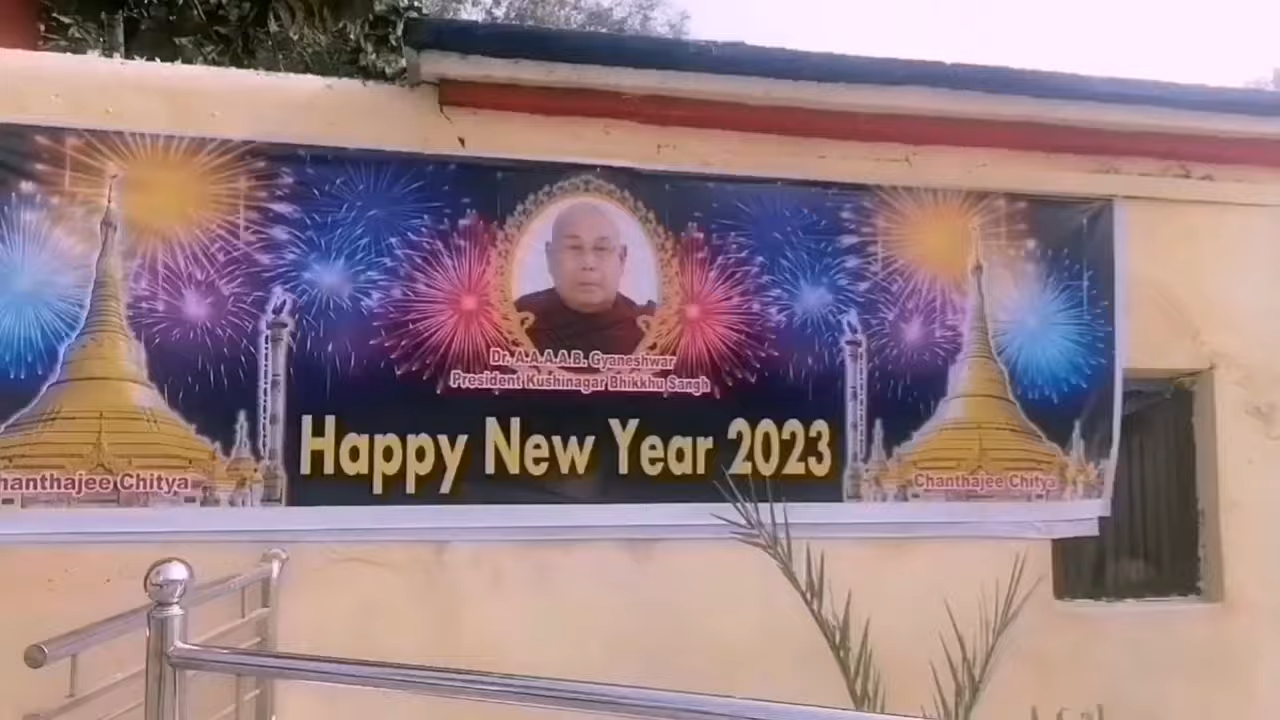 Dr. A.A.A.A.B. Gyaneshwar
President Kushinagar Bhikkhu Sangh
Happy New Year 2023
hanthajee Chitya
Chanthajee Chitya